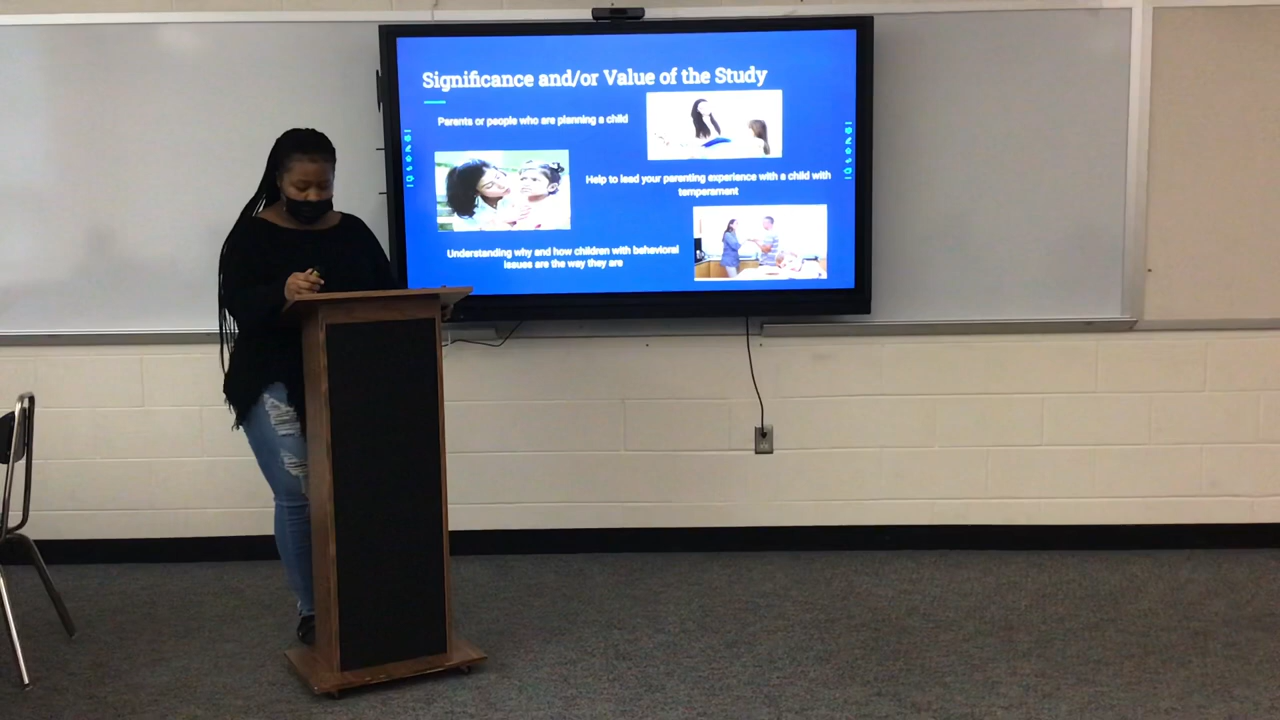 Significance and/or Value of the Study
Parents or people who are planning a child
Help to lead your parenting experience with a child with
temperament
Understanding why and how children with behavioral
issues are the way they are